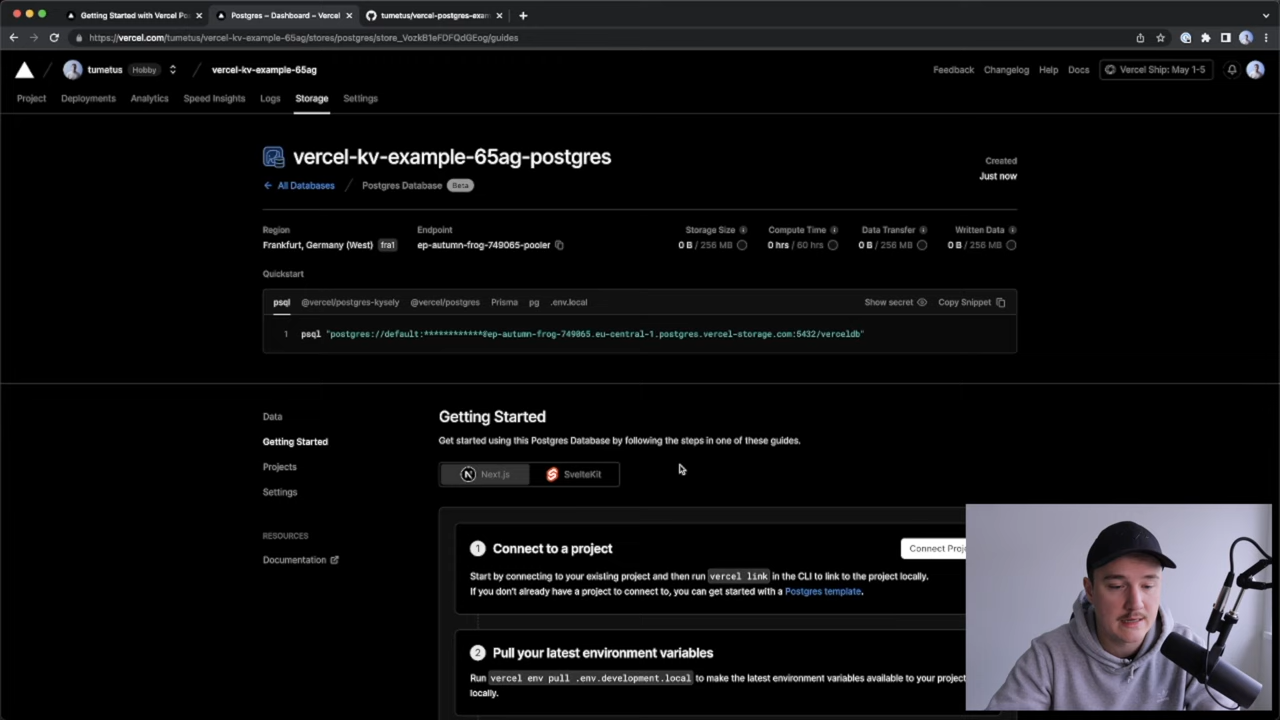 Getting Started with Vercel Po
Postgres – Dashboard – Vercel
tumetus/vercel-postgres-exam
https://vercel.com/tumetus/vercel-kv-example-65ag/stores/postgres/store_VozkB1eFDFQdGEog/guides
tumetus Hobby vercel-kv-example-65ag
Feedback Changelog Help Docs Vercel Ship: May 1-5
Project Deployments Analytics Speed Insights Logs Storage Settings
vercel-kv-example-65ag-postgres
Created
Just now
← All Databases / Postgres Database Beta
Region Endpoint Storage Size Compute Time Data Transfer Written Data
Frankfurt, Germany (West) fra1 ep-autumn-frog-749065-pooler 0 B / 256 MB 0 hrs / 60 hrs 0 B / 256 MB 0 B / 256 MB
Quickstart
psql @vercel/postgres-kysely @vercel/postgres Prisma pg .env.local Show secret Copy Snippet
1 psql "postgres://default:************@ep-autumn-frog-749065.eu-central-1.postgres.vercel-storage.com:5432/verceldb"
Data
Getting Started
Projects
Settings
RESOURCES
Documentation
Getting Started
Get started using this Postgres Database by following the steps in one of these guides.
Next.js SvelteKit
1 Connect to a project
Connect Proj
Start by connecting to your existing project and then run vercel link in the CLI to link to the project locally.
If you don't already have a project to connect to, you can get started with a Postgres template.
2 Pull your latest environment variables
Run vercel env pull .env.development.local to make the latest environment variables available to your project
locally.